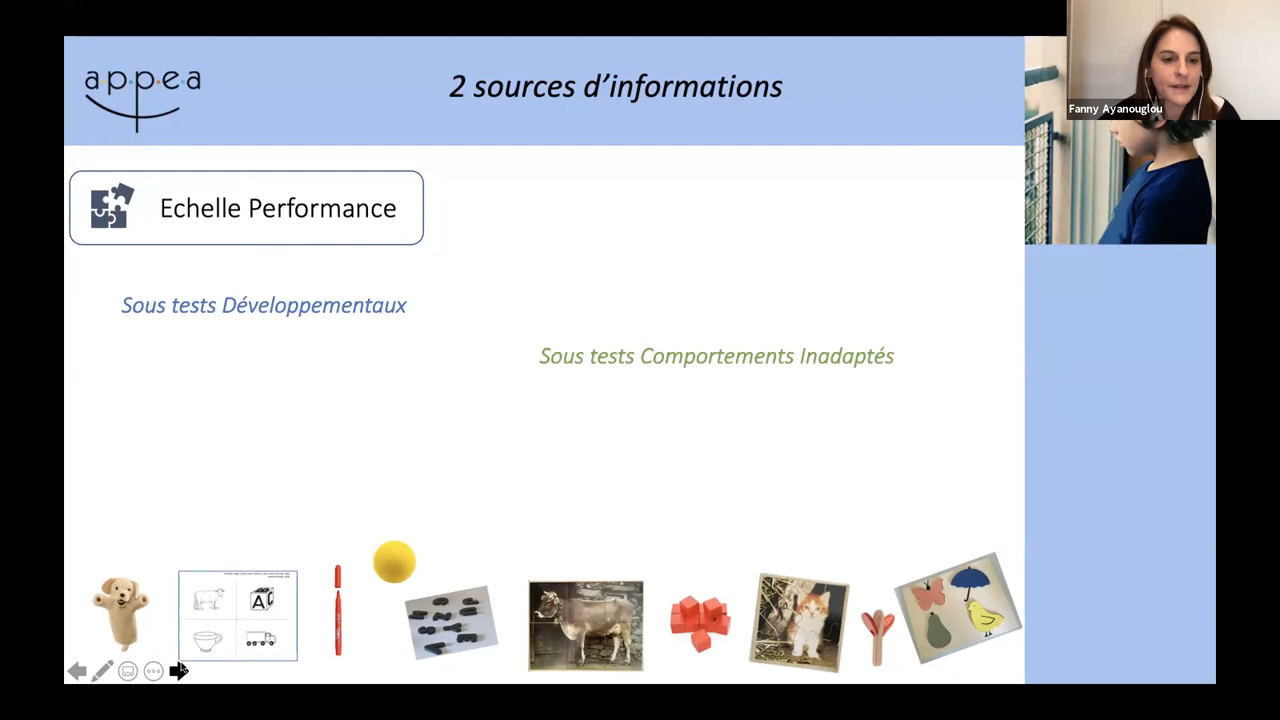 appea
2 sources d'informations
Fanny Ayanouglou
Echelle Performance
Sous tests Développementaux
Sous tests Comportements Inadaptés
A